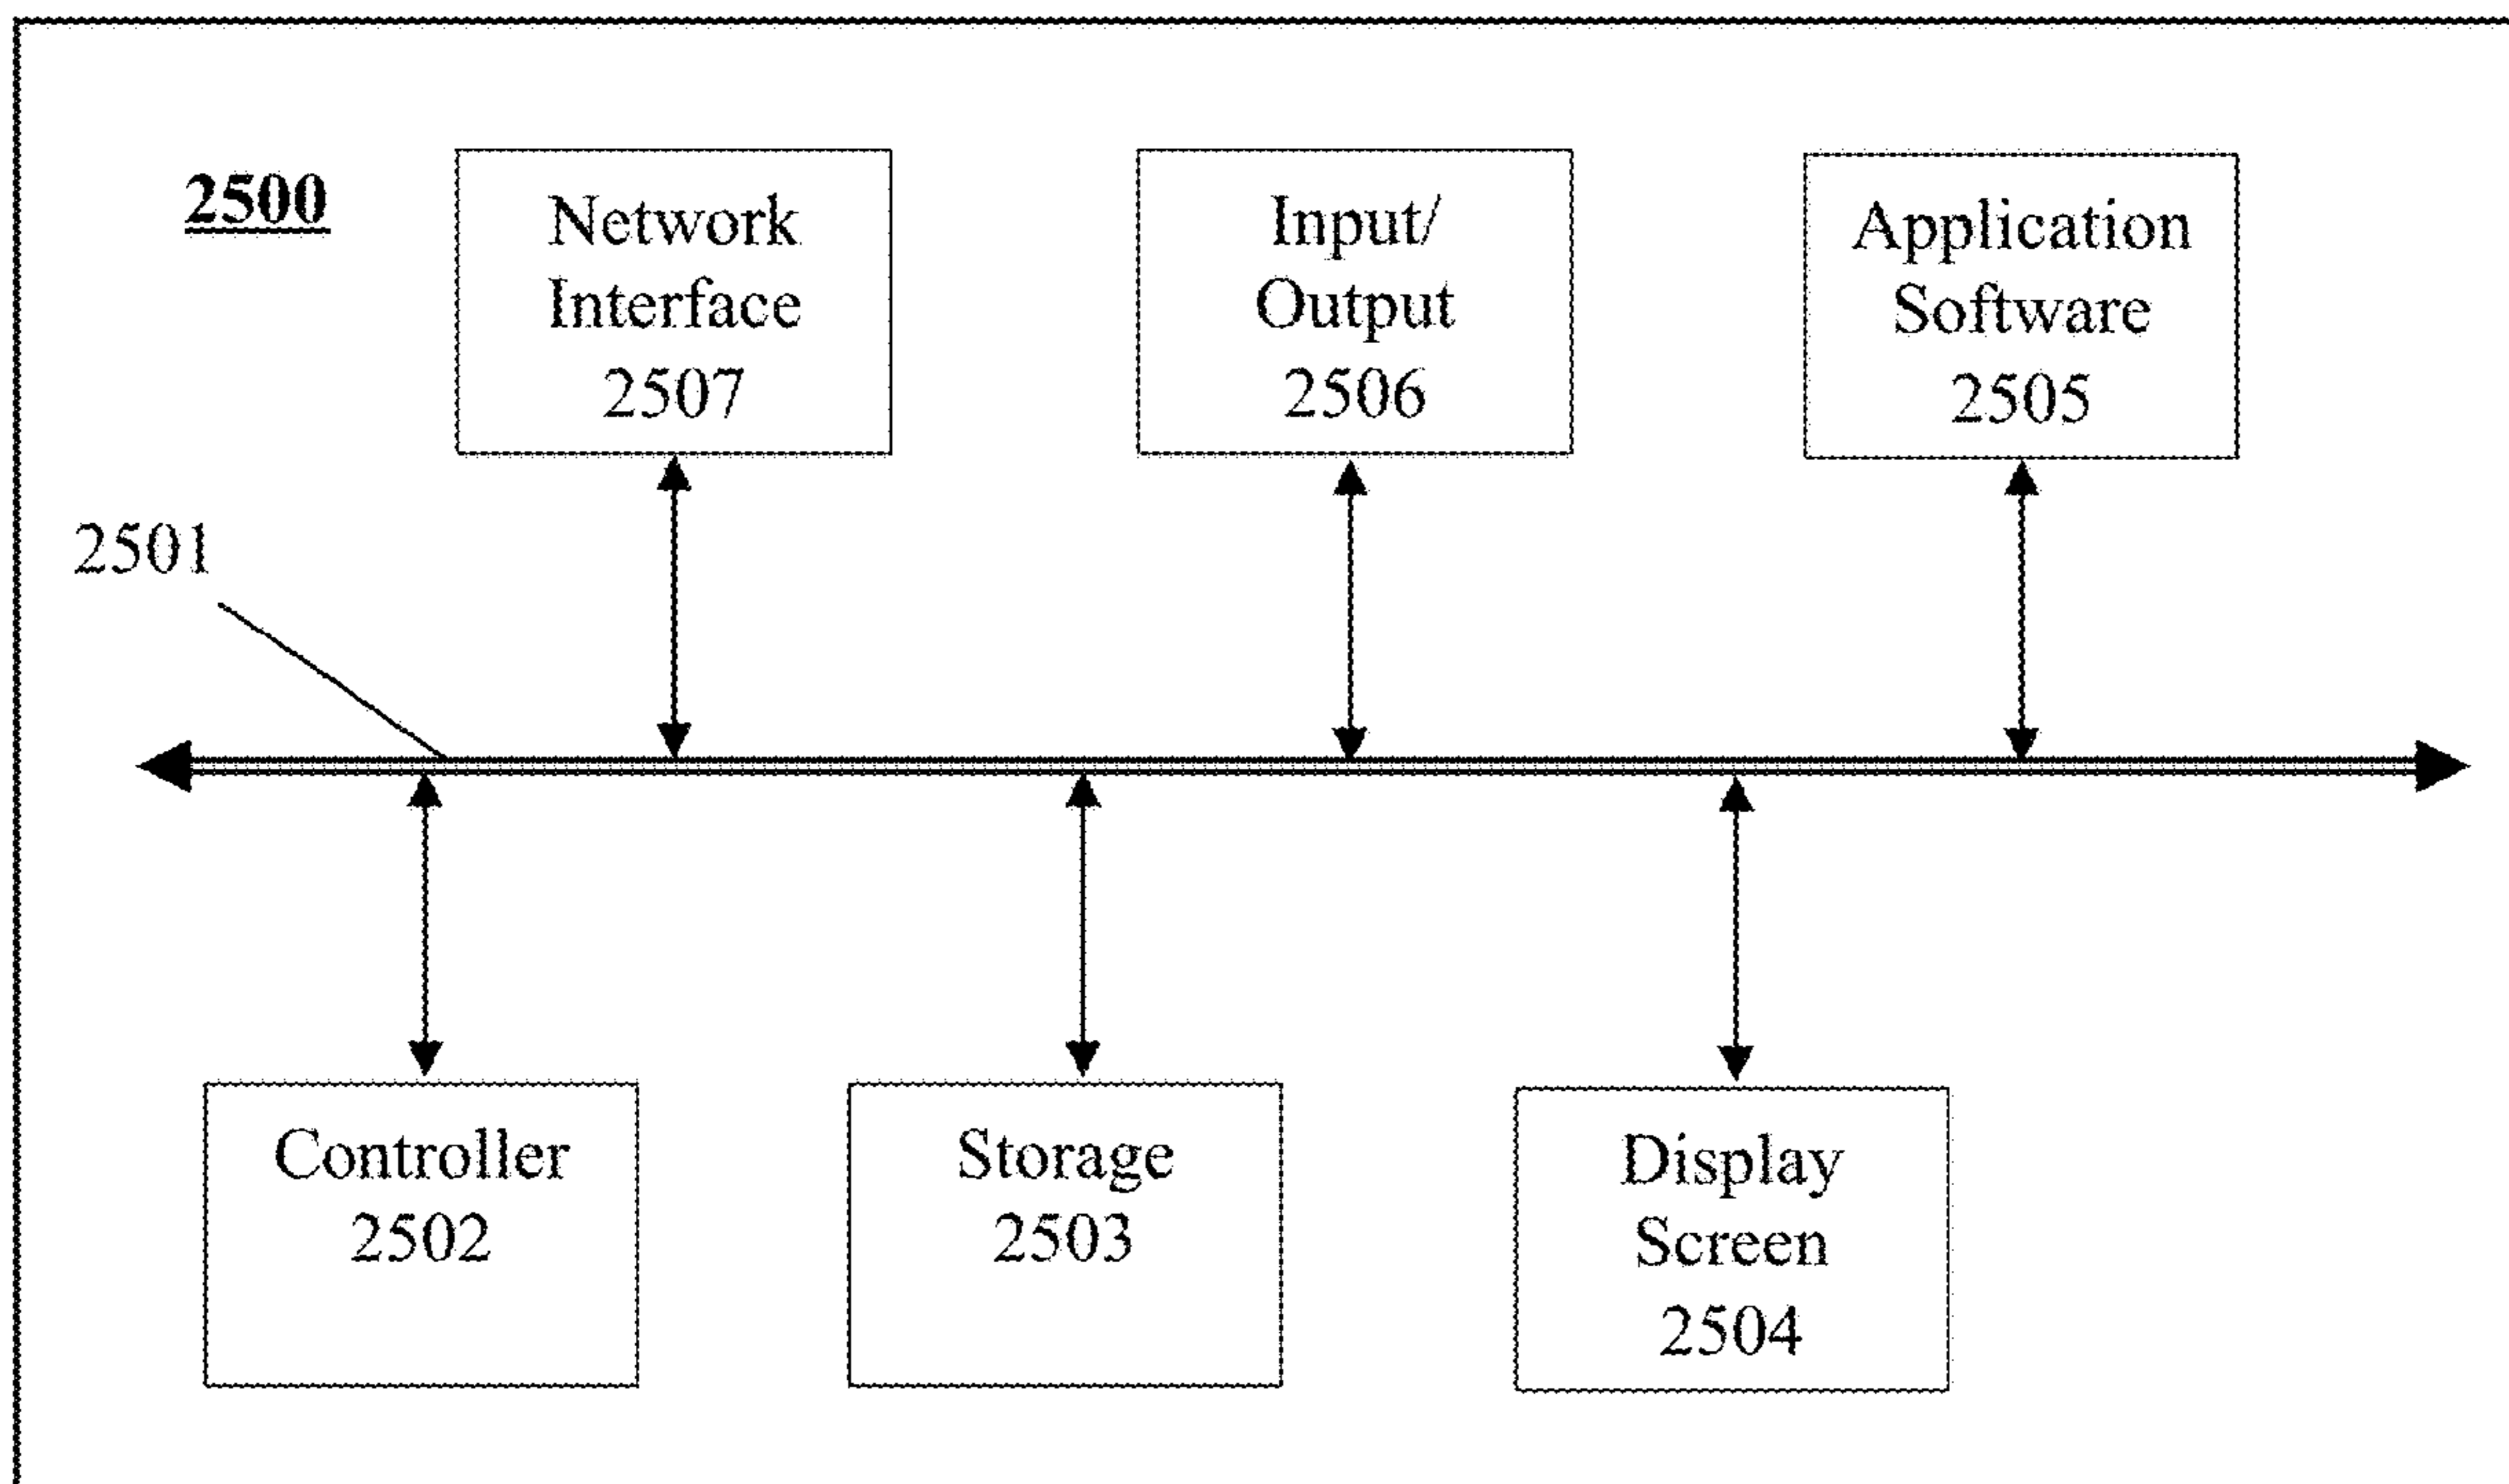 2500
Network
Interface
2507
Input/
Output
2506
Application
Software
2505
2501
Controller
2502
Storage
2503
Display
Screen
2504